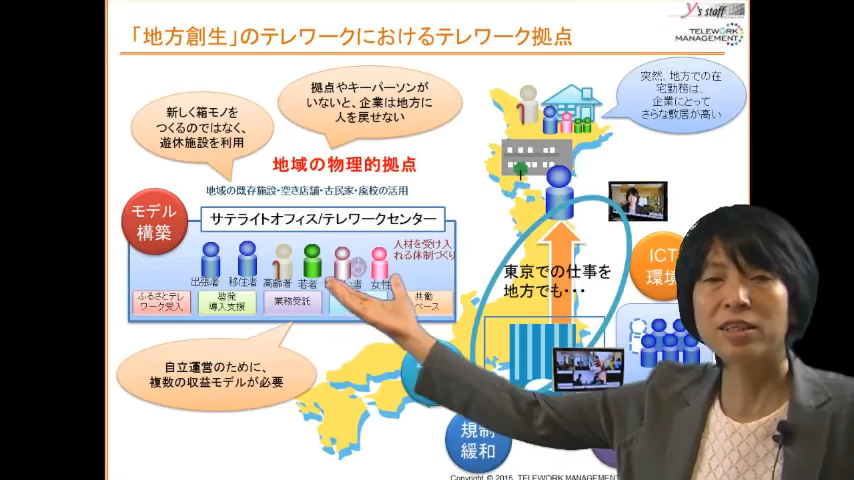 y's staff
「地方創生」のテレワークにおけるテレワーク拠点
TELEWORK
MANAGEMENT
新しく箱モノを
つくるのではなく、
遊休施設を利用
拠点やキーパーソンが
いないと、企業は地方に
人を戻せない
突然、地方での在
宅勤務は、
企業にとって
さらな敷居が高い
地域の物理的拠点
地域の既存施設・空き店舗・古民家・廃校の活用
モデル
構築
サテライトオフィス/テレワークセンター
人材を受け入
れる体制づくり
出張者
移住者
高齢者
若者
女性
ふるさとテレ
ワーク受入
啓発
導入支援
業務受託
共働
ベース
東京での仕事を
地方でも・・・
ICT
環境
自立運営のために、
複数の収益モデルが必要
規制
緩和
Copyright © 2015, TELEWORK MANAGEMENT